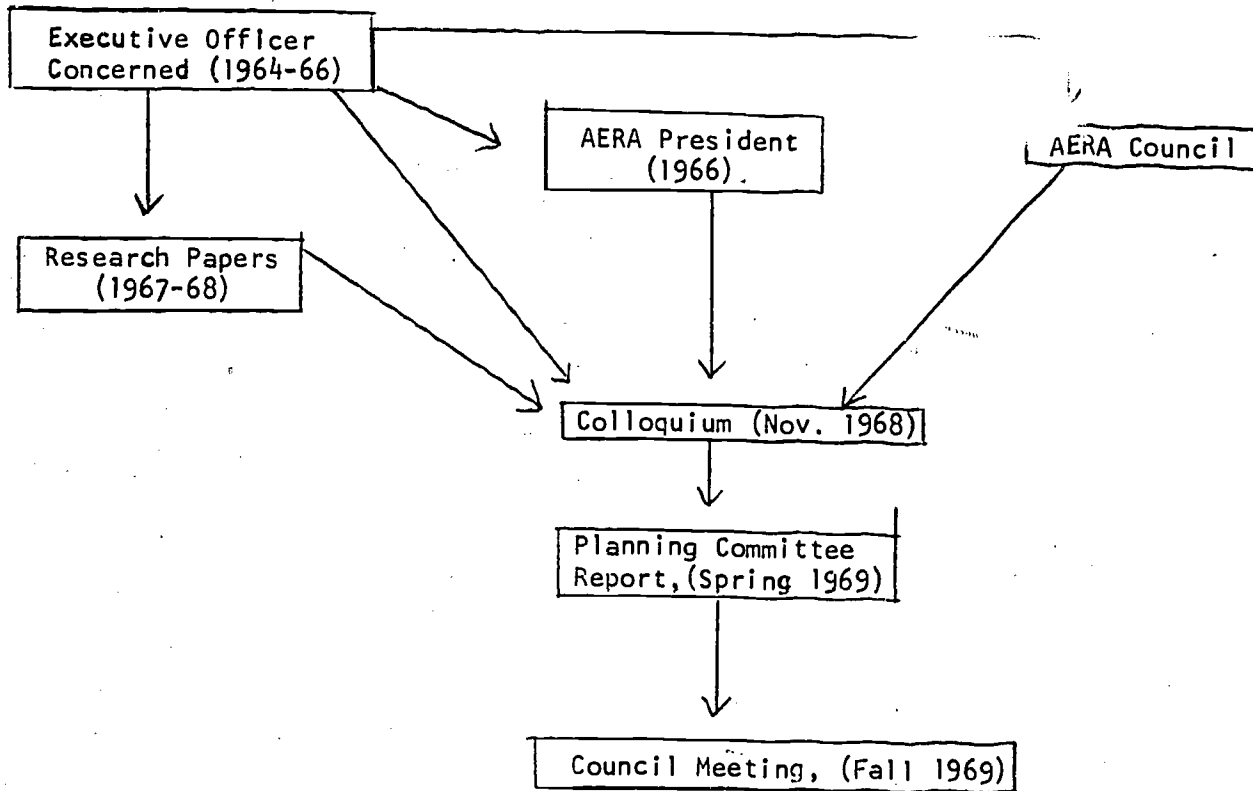 Executive Officer
Concerned (1964-66)
AERA President
(1966)
AERA Council
Research Papers
(1967-68)
Colloquium (Nov. 1968)
Planning Committee
Report, (Spring 1969)
Council Meeting, (Fall 1969)